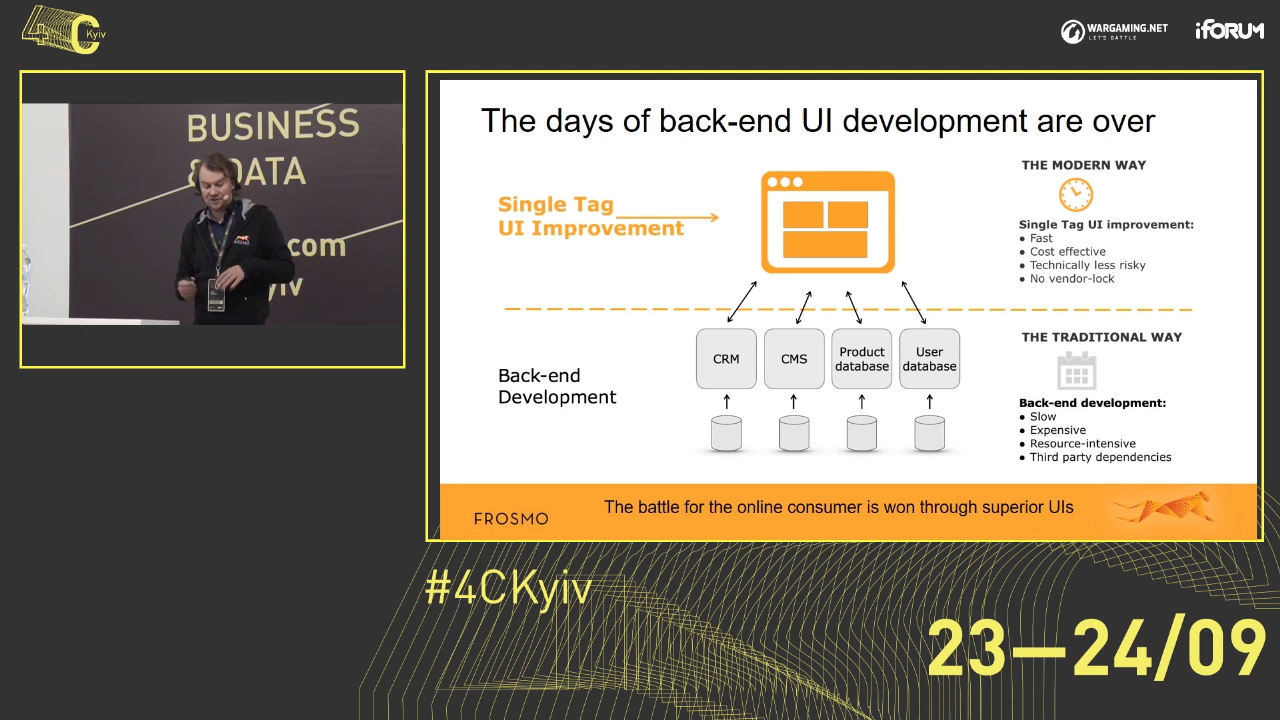 4C Kyiv
WARGAMING.NET
LET'S BATTLE
iFORUM
BUSINESS
& DATA
com
yiv
FROSMO
The days of back-end UI development are over
Single Tag
UI Improvement
THE MODERN WAY
Single Tag UI improvement:
● Fast
● Cost effective
● Technically less risky
● No vendor-lock
CRM
CMS
Product
database
User
database
Back-end
Development
THE TRADITIONAL WAY
Back-end development:
● Slow
● Expensive
● Resource-intensive
● Third party dependencies
FROSMO
The battle for the online consumer is won through superior UIs
#4CKyiv
23—24/09